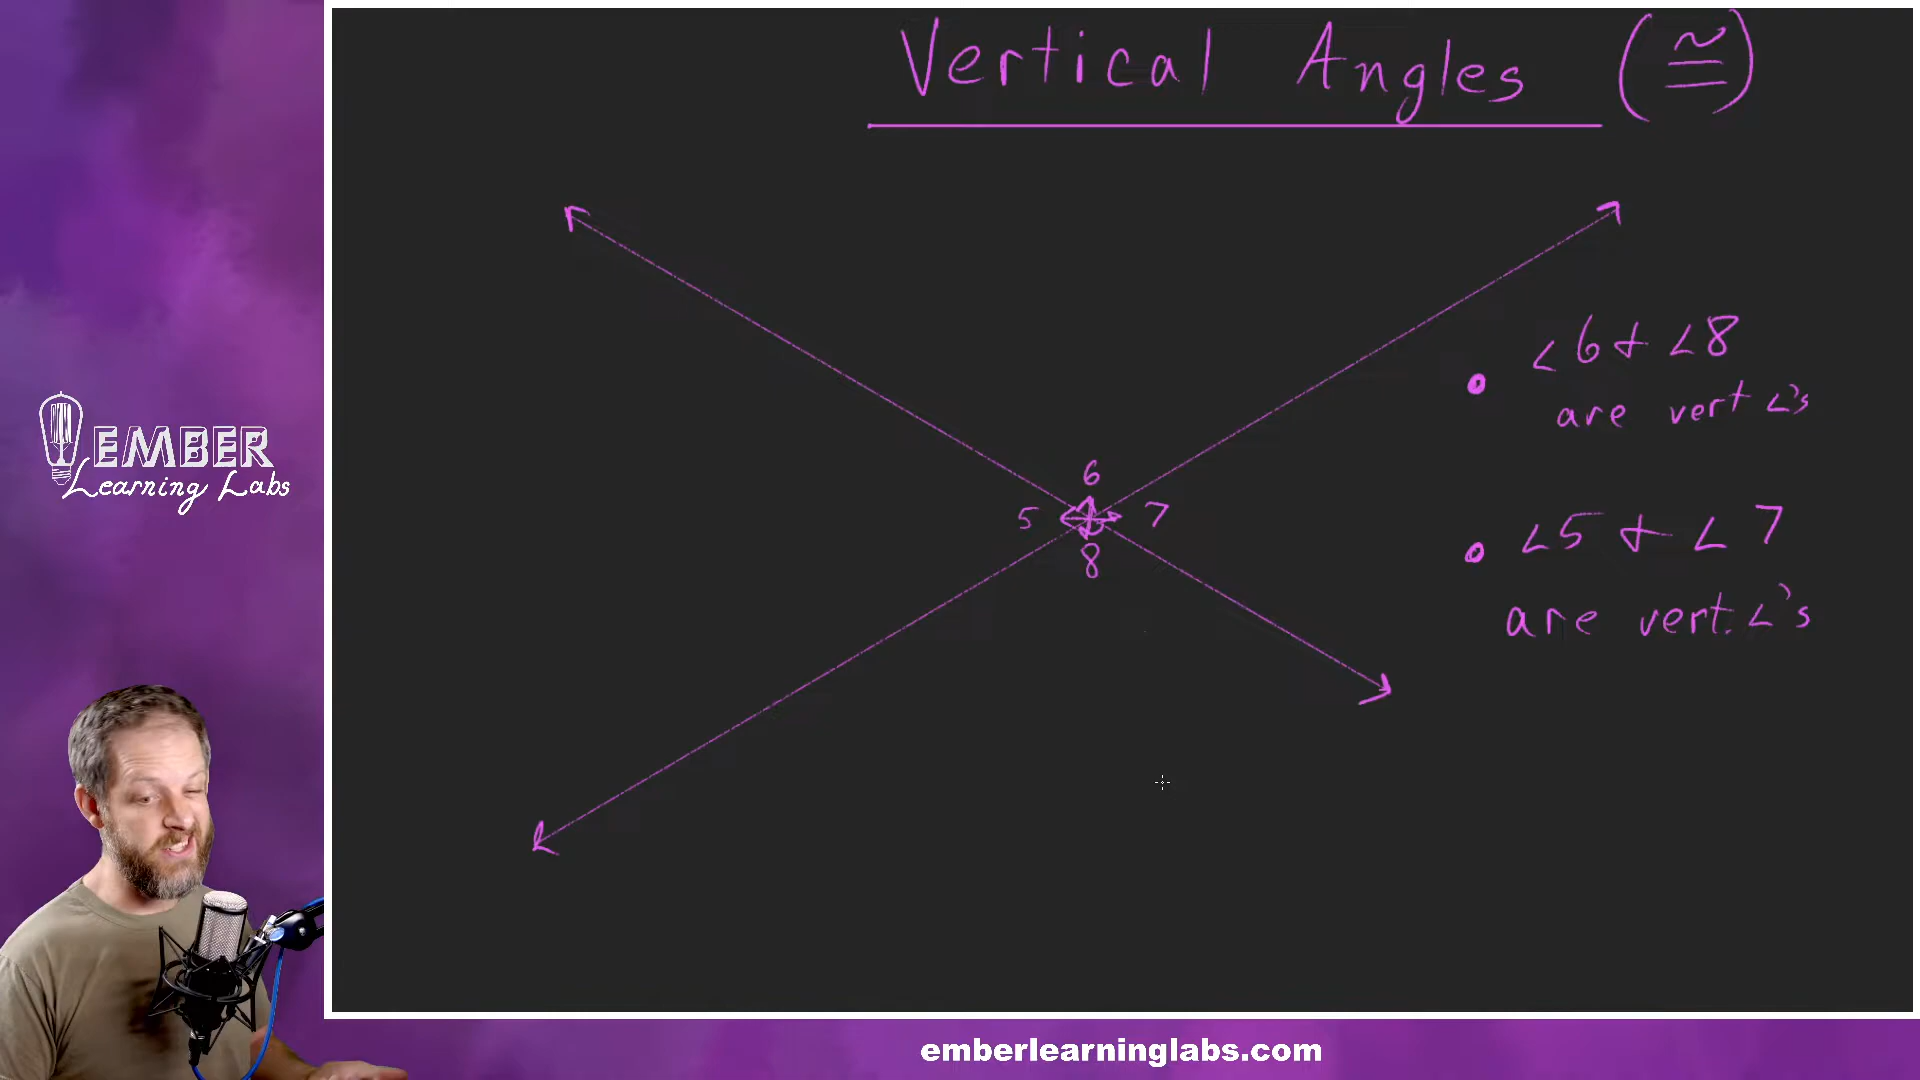 Vertical Angles (≅)
∠6 + ∠8
are vert ∠'s
6
5 7
8
∠5 + ∠7
are vert. ∠'s
EMBER
Learning Labs
emberlearninglabs.com